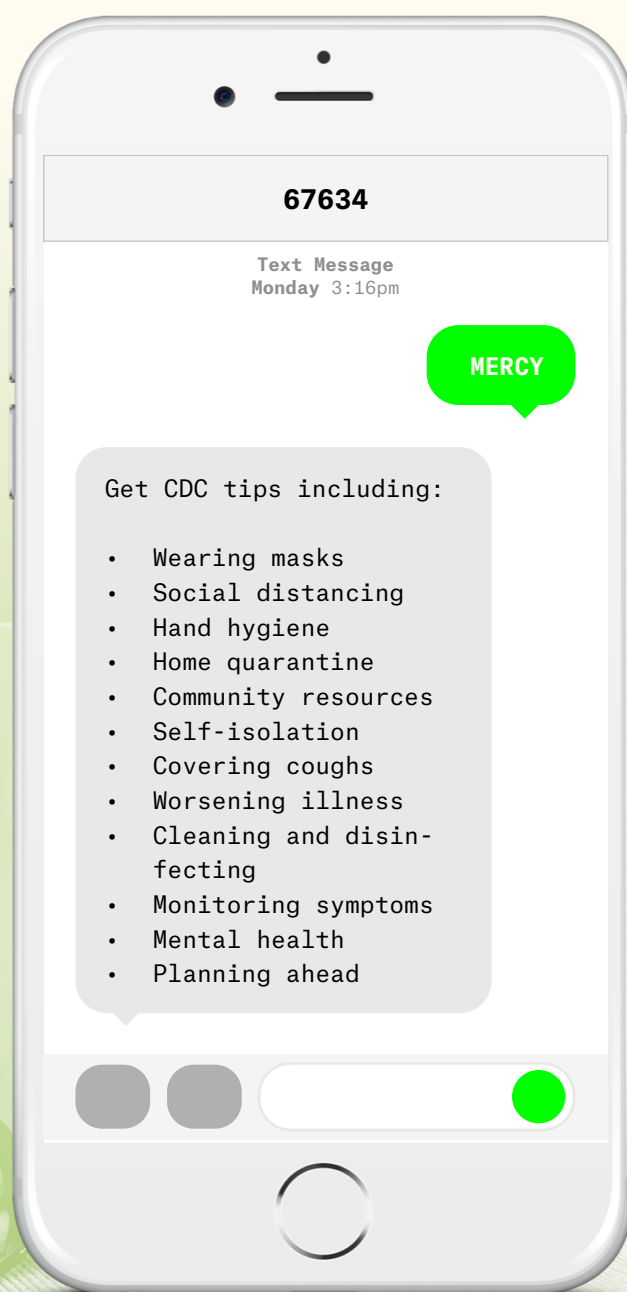 67634
Text Message
Monday 3:16pm
MERCY
Get CDC tips including:
• Wearing masks
• Social distancing
• Hand hygiene
• Home quarantine
• Community resources
• Self-isolation
• Covering coughs
• Worsening illness
• Cleaning and disin-
fecting
• Monitoring symptoms
• Mental health
• Planning ahead